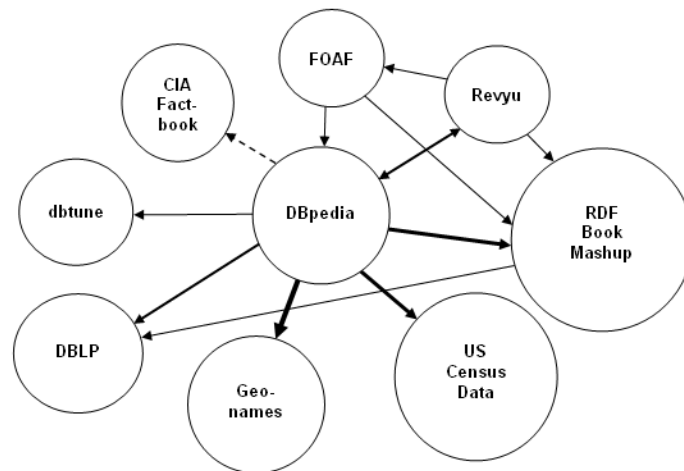 FOAF
CIA
Fact-
book
Revyu
dbtune
DBpedia
RDF
Book
Mashup
DBLP
Geo-
names
US
Census
Data